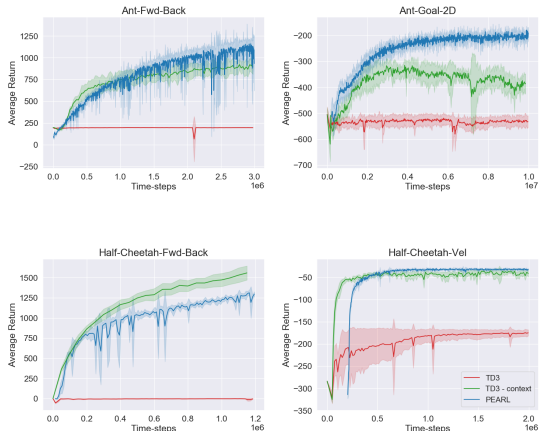 Ant-Fwd-Back
Average Return
1250
1000
750
500
250
0
−250
0.0 0.5 1.0 1.5 2.0 2.5 3.0
Time-steps 1e6
Ant-Goal-2D
Average Return
−200
−300
−400
−500
−600
−700
0.0 0.2 0.4 0.6 0.8 1.0
Time-steps 1e7
Half-Cheetah-Fwd-Back
Average Return
1500
1250
1000
750
500
250
0
0.0 0.2 0.4 0.6 0.8 1.0 1.2
Time-steps 1e6
Half-Cheetah-Vel
Average Return
−50
−100
−150
−200
−250
−300
−350
0.0 0.5 1.0 1.5 2.0
Time-steps 1e6
TD3
TD3 - context
PEARL